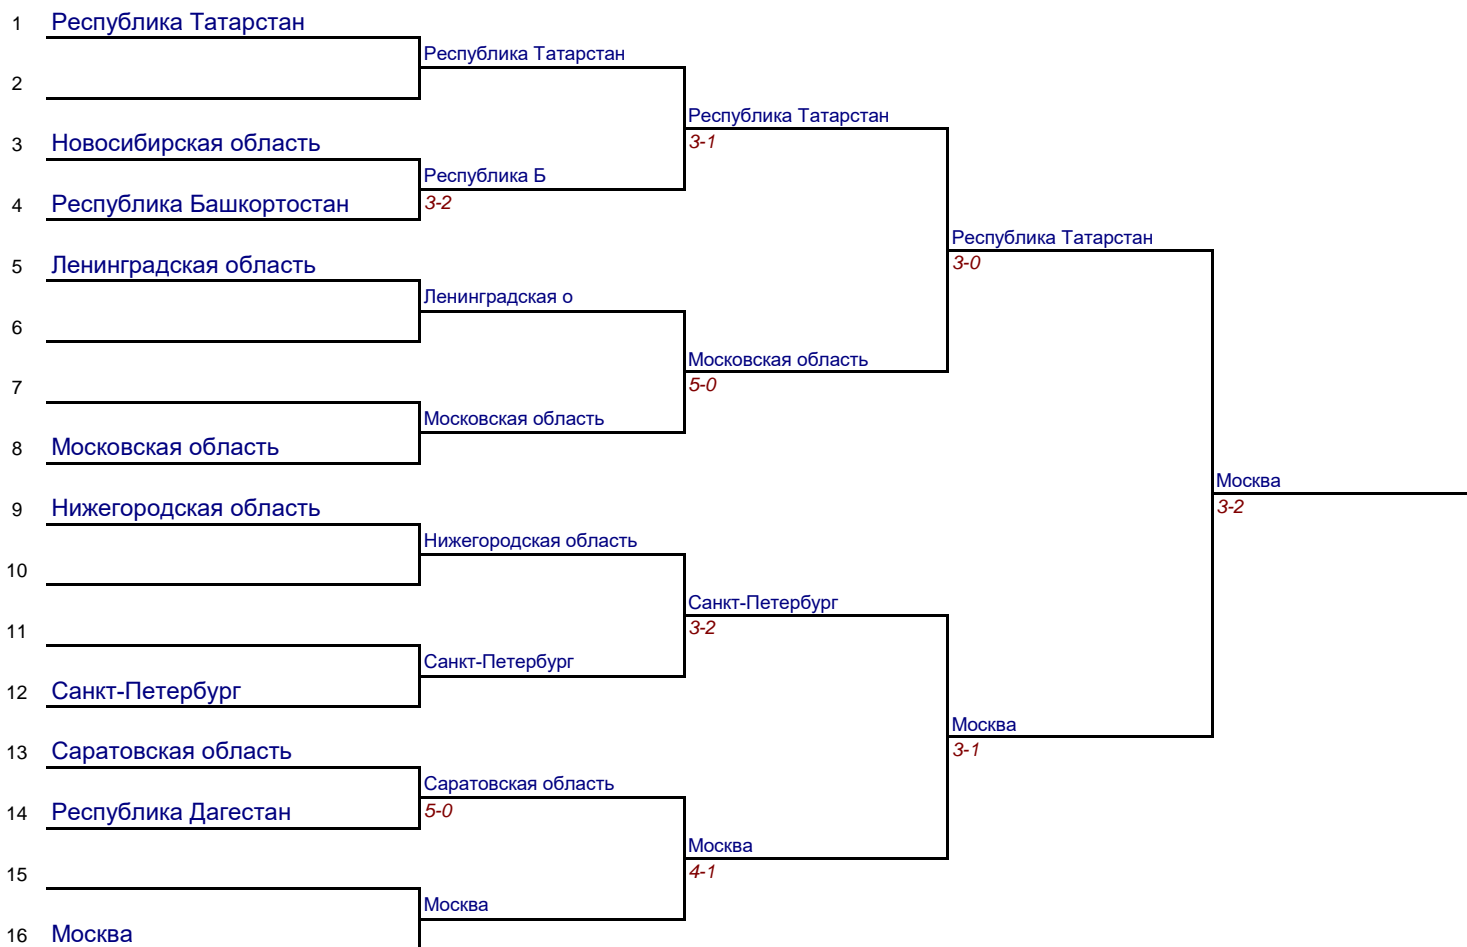 1 Республика Татарстан
Республика Татарстан
2
Республика Татарстан
3-1
3 Новосибирская область
Республика Б
3-2
4 Республика Башкортостан
Республика Татарстан
3-0
5 Ленинградская область
Ленинградская о
6
Московская область
5-0
7
Московская область
8 Московская область
Москва
3-2
9 Нижегородская область
Нижегородская область
10
Санкт-Петербург
3-2
11
Санкт-Петербург
12 Санкт-Петербург
Москва
3-1
13 Саратовская область
Саратовская область
5-0
14 Республика Дагестан
Москва
4-1
15
Москва
16 Москва